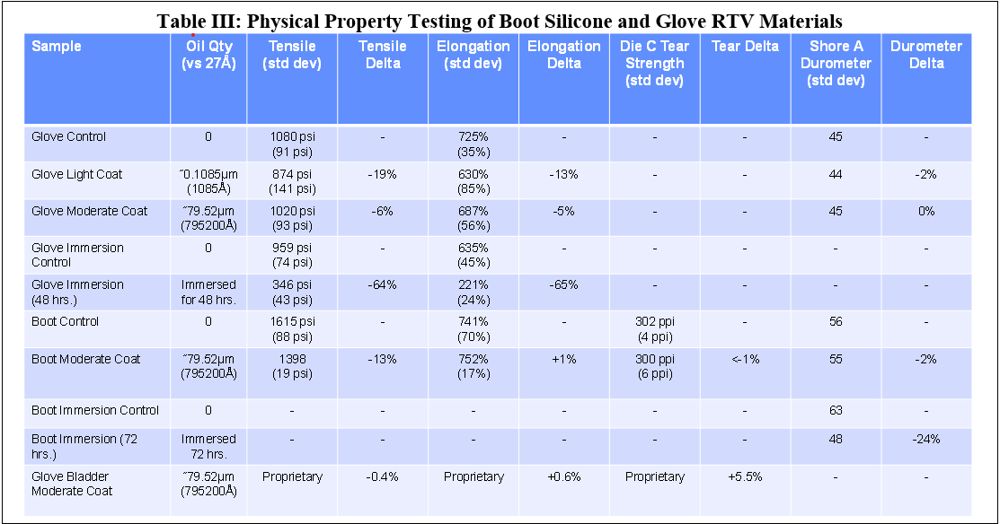 Table III: Physical Property Testing of Boot Silicone and Glove RTV Materials
Sample
Oil Qty
(vs 27Å)
Tensile
(std dev)
Tensile
Delta
Elongation
(std dev)
Elongation
Delta
Die C Tear
Strength
(std dev)
Tear Delta
Shore A
Durometer
(std dev)
Durometer
Delta
Glove Control
0
1080 psi
(91 psi)
-
725%
(35%)
-
-
-
45
-
Glove Light Coat
˜0.1085µm
(1085Å)
874 psi
(141 psi)
-19%
630%
(85%)
-13%
-
-
44
-2%
Glove Moderate Coat
˜79.52µm
(795200Å)
1020 psi
(93 psi)
-6%
687%
(56%)
-5%
-
-
45
0%
Glove Immersion
Control
0
959 psi
(74 psi)
-
635%
(45%)
-
-
-
-
-
Glove Immersion
(48 hrs.)
Immersed
for 48 hrs.
346 psi
(43 psi)
-64%
221%
(24%)
-65%
-
-
-
-
Boot Control
0
1615 psi
(88 psi)
-
741%
(70%)
-
302 ppi
(4 ppi)
-
56
-
Boot Moderate Coat
˜79.52µm
(795200Å)
1398
(19 psi)
-13%
752%
(17%)
+1%
300 ppi
(6 ppi)
<-1%
55
-2%
Boot Immersion Control
0
-
-
-
-
-
-
63
-
Boot Immersion (72
hrs.)
Immersed
72 hrs.
-
-
-
-
-
-
48
-24%
Glove Bladder
Moderate Coat
˜79.52µm
(795200Å)
Proprietary
-0.4%
Proprietary
+0.6%
Proprietary
+5.5%
-
-